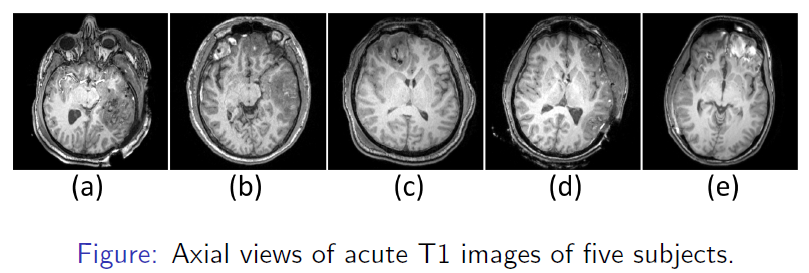 (a) (b) (c) (d) (e)
Figure: Axial views of acute T1 images of five subjects.